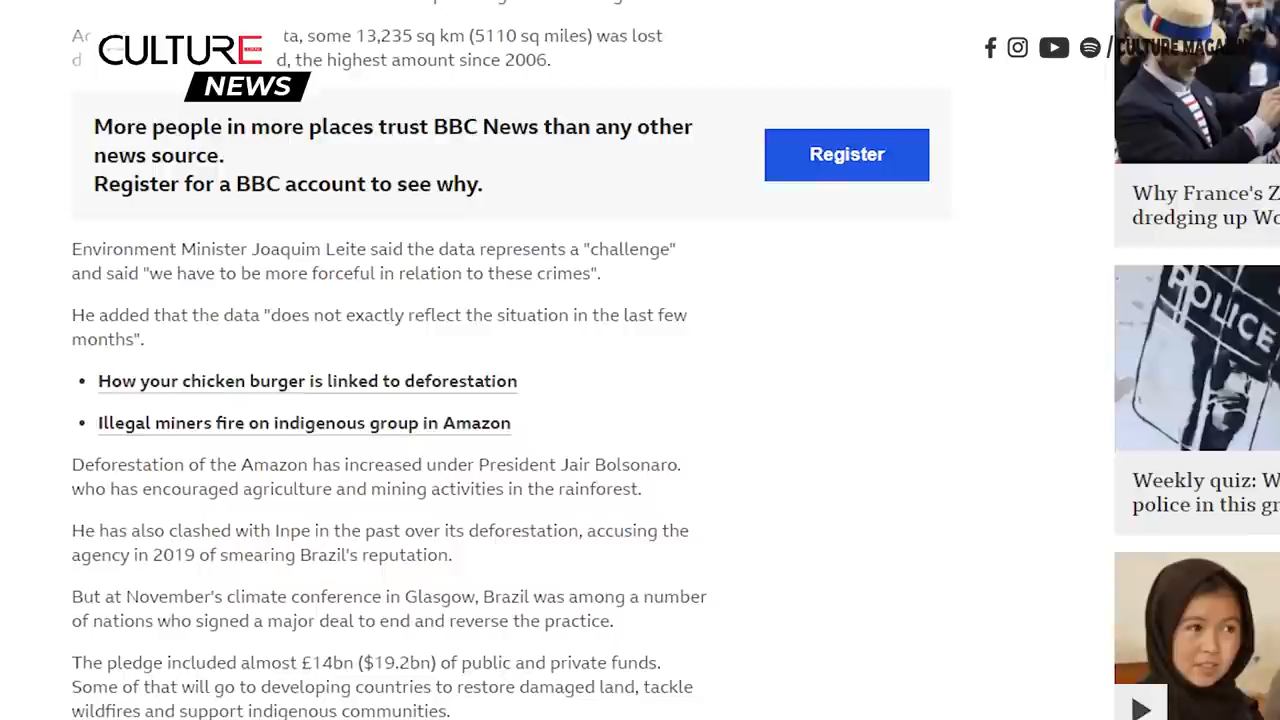 ta, some 13,235 sq km (5110 sq miles) was lost
d, the highest amount since 2006.
CULTURE
NEWS
/CULTURE MAGAZIN
More people in more places trust BBC News than any other
news source.
Register for a BBC account to see why.
Register
Environment Minister Joaquim Leite said the data represents a "challenge"
and said "we have to be more forceful in relation to these crimes".
He added that the data "does not exactly reflect the situation in the last few
months".
• How your chicken burger is linked to deforestation
• Illegal miners fire on indigenous group in Amazon
Deforestation of the Amazon has increased under President Jair Bolsonaro.
who has encouraged agriculture and mining activities in the rainforest.
He has also clashed with Inpe in the past over its deforestation, accusing the
agency in 2019 of smearing Brazil's reputation.
But at November's climate conference in Glasgow, Brazil was among a number
of nations who signed a major deal to end and reverse the practice.
The pledge included almost £14bn ($19.2bn) of public and private funds.
Some of that will go to developing countries to restore damaged land, tackle
wildfires and support indigenous communities.
Why France's Z
dredging up Wo
POLICE
Weekly quiz: W
police in this gr